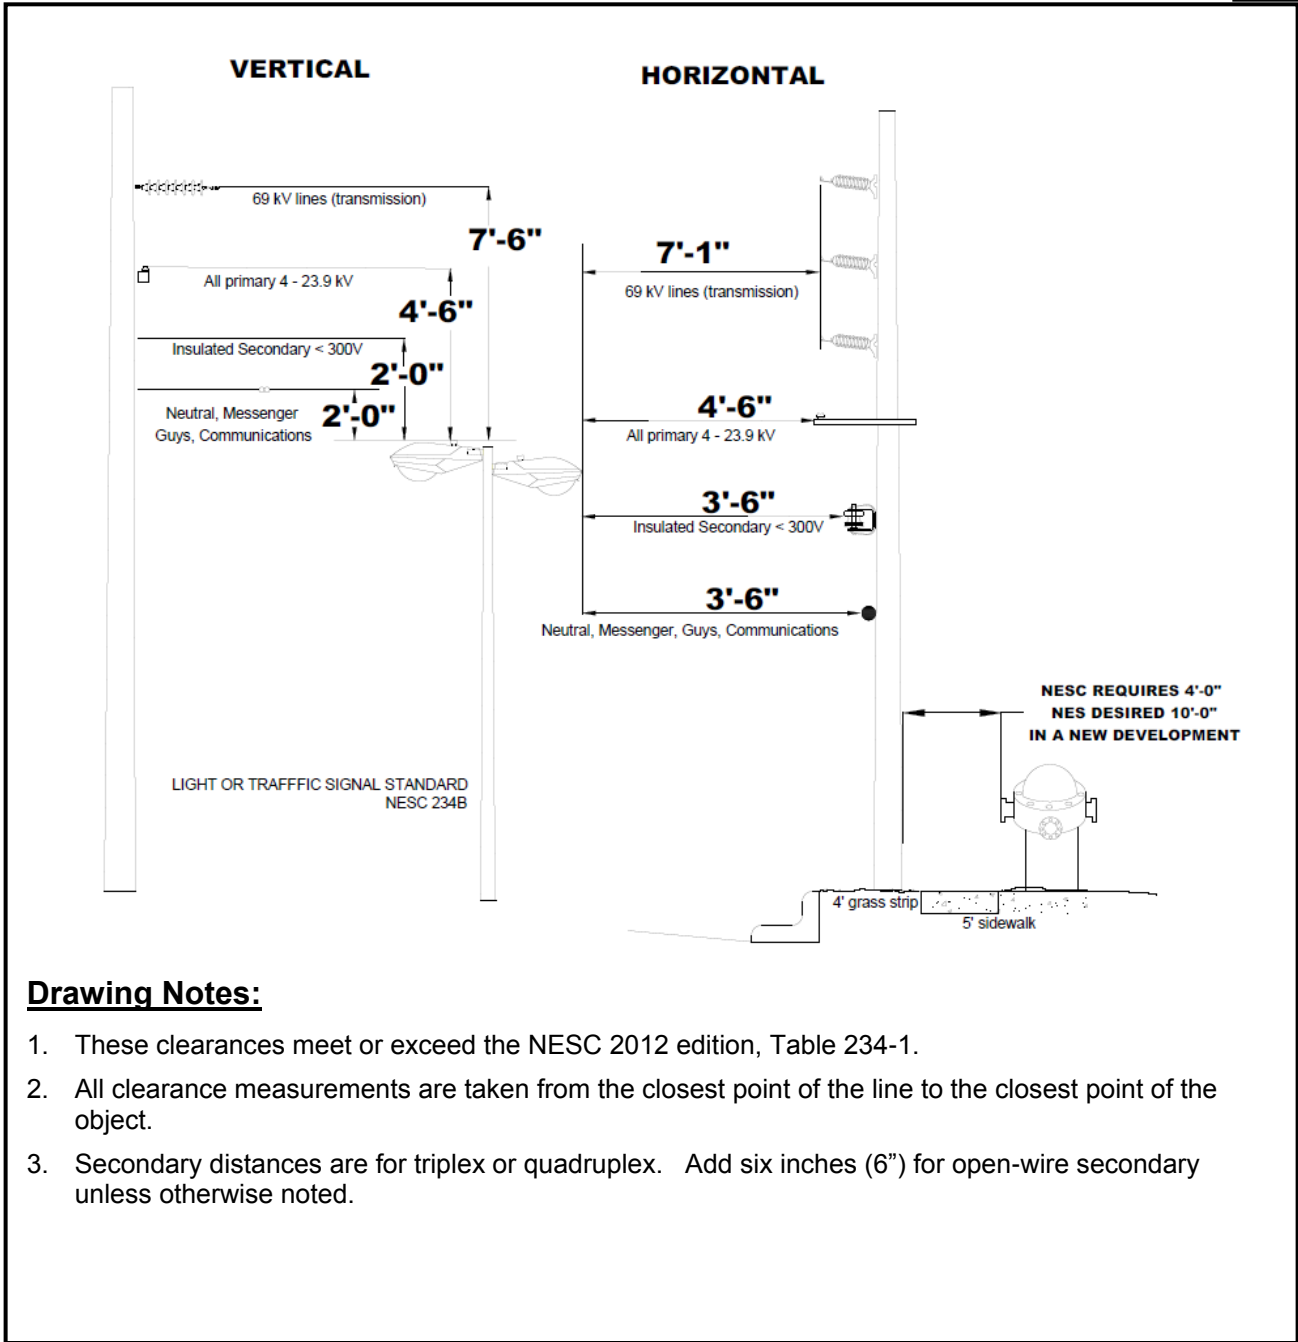 VERTICAL
69 kV lines (transmission)
7'-6"
All primary 4 - 23.9 kV
4'-6"
Insulated Secondary < 300V
2'-0"
Neutral, Messenger
Guys, Communications
2'-0"
LIGHT OR TRAFFFIC SIGNAL STANDARD
NESC 234B
HORIZONTAL
7'-1"
69 kV lines (transmission)
4'-6"
All primary 4 - 23.9 kV
3'-6"
Insulated Secondary < 300V
3'-6"
Neutral, Messenger, Guys, Communications
NESC REQUIRES 4'-0"
NES DESIRED 10'-0"
IN A NEW DEVELOPMENT
4' grass strip
5' sidewalk
Drawing Notes:
1. These clearances meet or exceed the NESC 2012 edition, Table 234-1.
2. All clearance measurements are taken from the closest point of the line to the closest point of the
object.
3. Secondary distances are for triplex or quadruplex. Add six inches (6”) for open-wire secondary
unless otherwise noted.